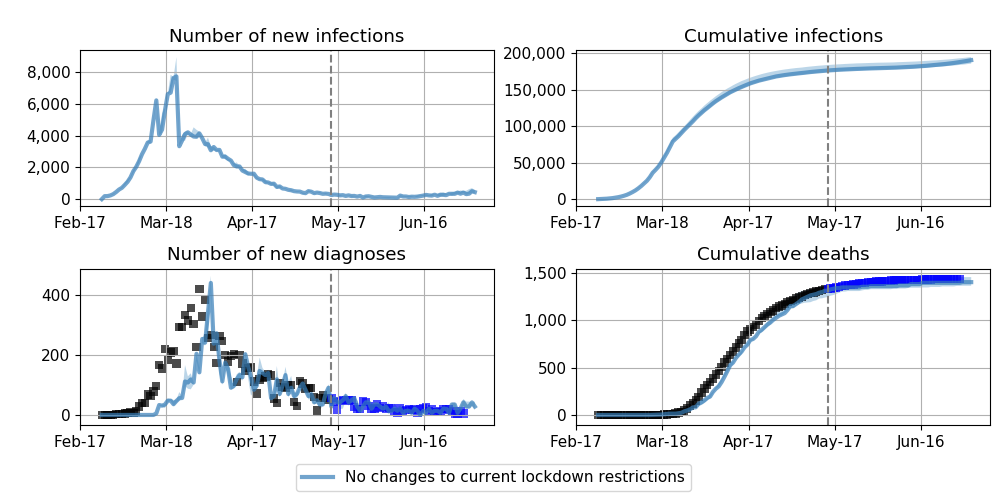 Number of new infections
8,000
6,000
4,000
2,000
0
Feb-17 Mar-18 Apr-17 May-17 Jun-16
Cumulative infections
200,000
150,000
100,000
50,000
0
Feb-17 Mar-18 Apr-17 May-17 Jun-16
Number of new diagnoses
400
200
0
Feb-17 Mar-18 Apr-17 May-17 Jun-16
Cumulative deaths
1,500
1,000
500
0
Feb-17 Mar-18 Apr-17 May-17 Jun-16
No changes to current lockdown restrictions